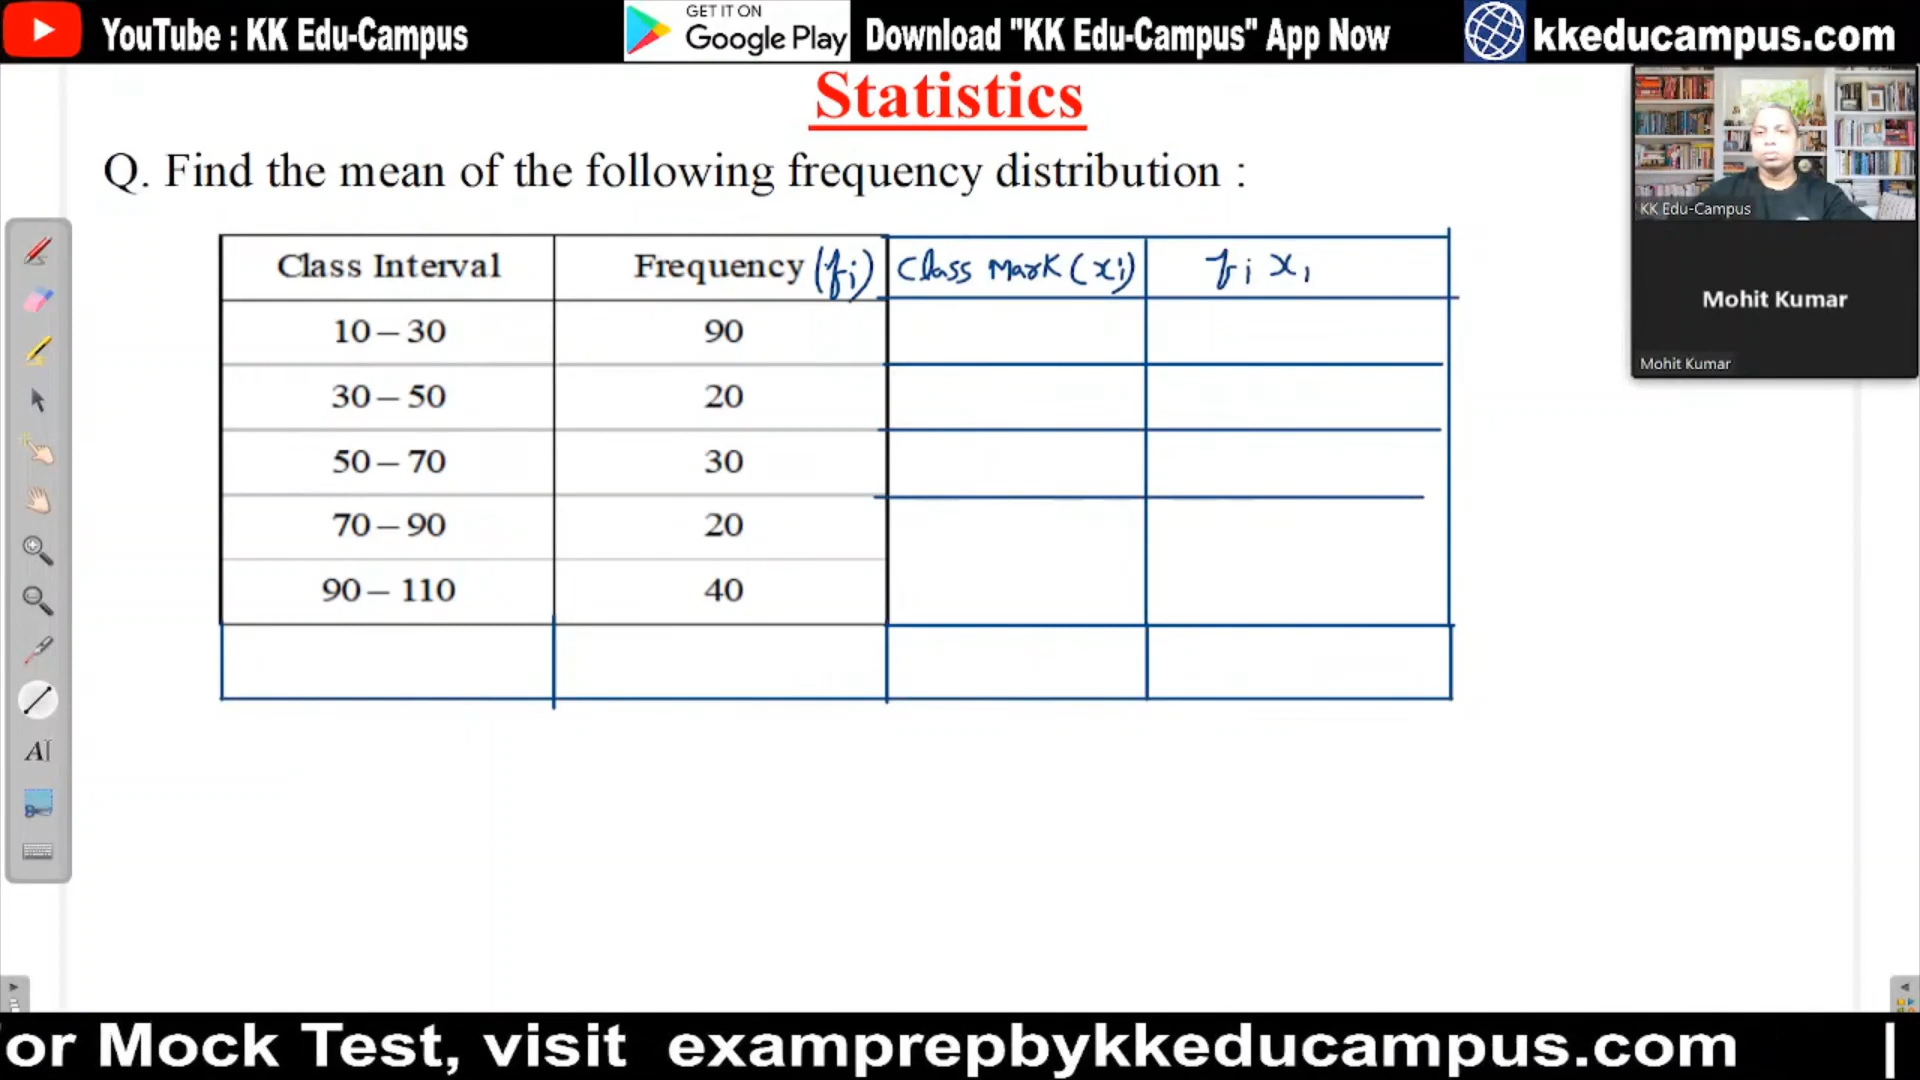 YouTube : KK Edu-Campus
GET IT ON
Google Play
Download "KK Edu-Campus" App Now
kkeducampus.com
Statistics
KK Edu-Campus
Mohit Kumar
Mohit Kumar
Q. Find the mean of the following frequency distribution :
Class Interval Frequency (fi) Class Mark (xi) fi xi
10 – 30 90
30 – 50 20
50 – 70 30
70 – 90 20
90 – 110 40
AI
or Mock Test, visit examprepbykkeducampus.com |